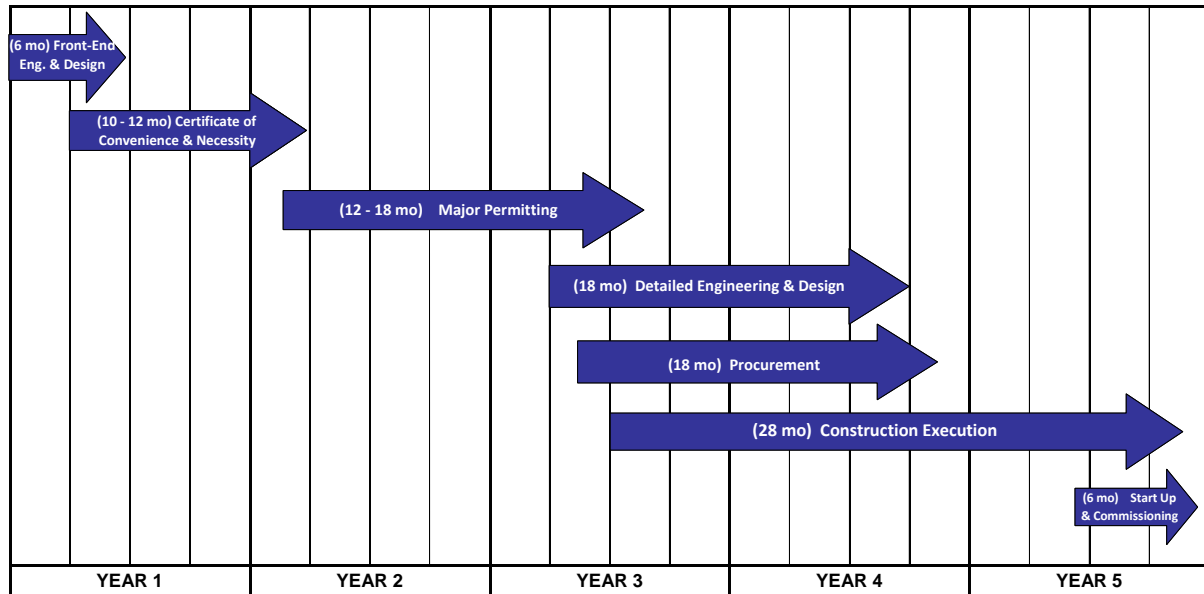 (6 mo) Front-End
Eng. & Design
(10 - 12 mo) Certificate of
Convenience & Necessity
(12 - 18 mo) Major Permitting
(18 mo) Detailed Engineering & Design
(18 mo) Procurement
(28 mo) Construction Execution
(6 mo) Start Up
& Commissioning
YEAR 1
YEAR 2
YEAR 3
YEAR 4
YEAR 5